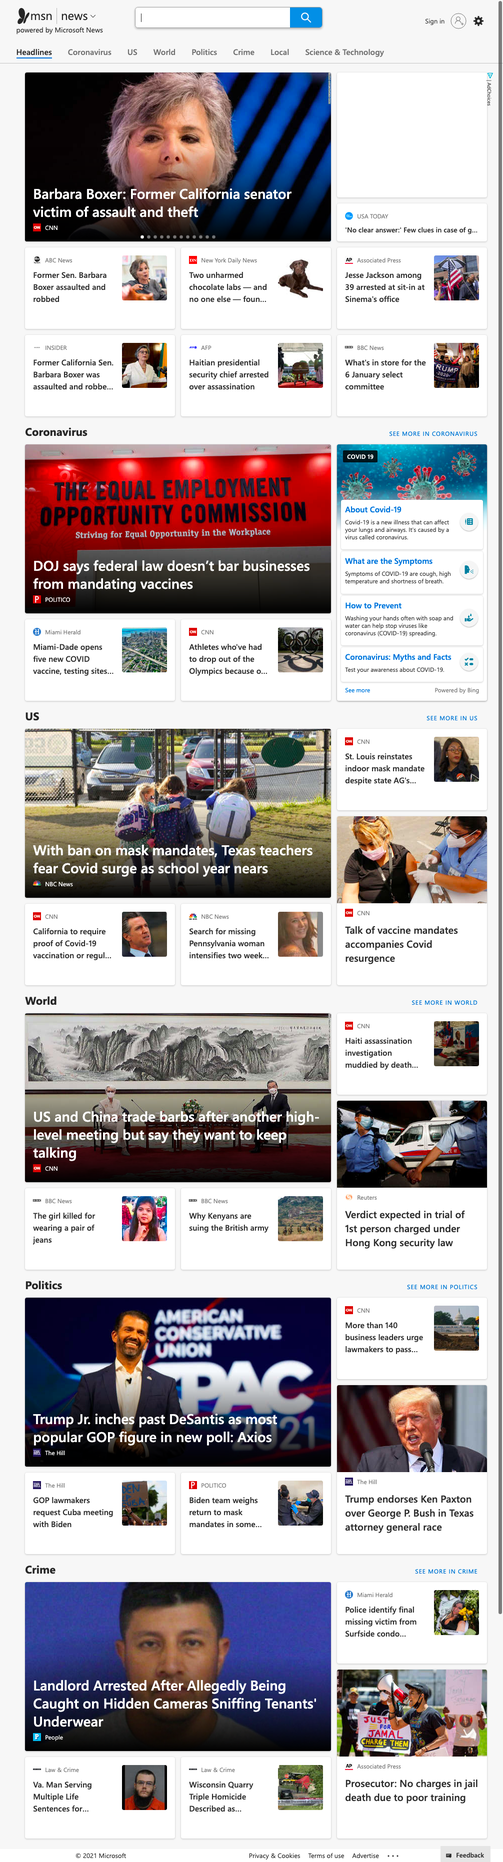 msn news
powered by Microsoft News
Sign in
Headlines Coronavirus US World Politics Crime Local Science & Technology
Barbara Boxer: Former California senator
victim of assault and theft
CNN
AdChoices
USA TODAY
'No clear answer:' Few clues in case of g...
ABC News
Former Sen. Barbara
Boxer assaulted and
robbed
New York Daily News
Two unharmed
chocolate labs — and
no one else — foun...
Associated Press
Jesse Jackson among
39 arrested at sit-in at
Sinema's office
INSIDER
Former California Sen.
Barbara Boxer was
assaulted and robbe...
AFP
Haitian presidential
security chief arrested
over assassination
BBC News
What's in store for the
6 January select
committee
TRUMP
Coronavirus
SEE MORE IN CORONAVIRUS
THE EQUAL EMPLOYMENT
OPPORTUNITY COMMISSION
Striving for Equal Opportunity in the Workplace
DOJ says federal law doesn't bar businesses
from mandating vaccines
POLITICO
COVID 19
About Covid-19
Covid-19 is a new illness that can affect
your lungs and airways. It's caused by a
virus called coronavirus.
What are the Symptoms
Symptoms of COVID-19 are cough, high
temperature and shortness of breath.
How to Prevent
Washing your hands often with soap and
water can help stop viruses like
coronavirus (COVID-19) spreading.
Coronavirus: Myths and Facts
Test your awareness about COVID-19.
See more
Powered by Bing
Miami Herald
Miami-Dade opens
five new COVID
vaccine, testing sites...
CNN
Athletes who've had
to drop out of the
Olympics because o...
US
SEE MORE IN US
With ban on mask mandates, Texas teachers
fear Covid surge as school year nears
NBC News
CNN
St. Louis reinstates
indoor mask mandate
despite state AG's...
CNN
Talk of vaccine mandates
accompanies Covid
resurgence
CNN
California to require
proof of Covid-19
vaccination or regul...
NBC News
Search for missing
Pennsylvania woman
intensifies two week...
World
SEE MORE IN WORLD
US and China trade barbs after another high-
level meeting but say they want to keep
talking
CNN
CNN
Haiti assassination
investigation
muddied by death...
Reuters
Verdict expected in trial of
1st person charged under
Hong Kong security law
BBC News
The girl killed for
wearing a pair of
jeans
BBC News
Why Kenyans are
suing the British army
Politics
SEE MORE IN POLITICS
AMERICAN
CONSERVATIVE
UNION
PAC
2021
Trump Jr. inches past DeSantis as most
popular GOP figure in new poll: Axios
The Hill
CNN
More than 140
business leaders urge
lawmakers to pass...
The Hill
Trump endorses Ken Paxton
over George P. Bush in Texas
attorney general race
The Hill
GOP lawmakers
request Cuba meeting
with Biden
POLITICO
Biden team weighs
return to mask
mandates in some...
Crime
SEE MORE IN CRIME
Landlord Arrested After Allegedly Being
Caught on Hidden Cameras Sniffing Tenants'
Underwear
People
Miami Herald
Police identify final
missing victim from
Surfside condo...
JUST
FOR
JAMAL
CHARGE THEM
Associated Press
Prosecutor: No charges in jail
death due to poor training
Law & Crime
Va. Man Serving
Multiple Life
Sentences for...
Law & Crime
Wisconsin Quarry
Triple Homicide
Described as...
© 2021 Microsoft
Privacy & Cookies Terms of use Advertise
Feedback